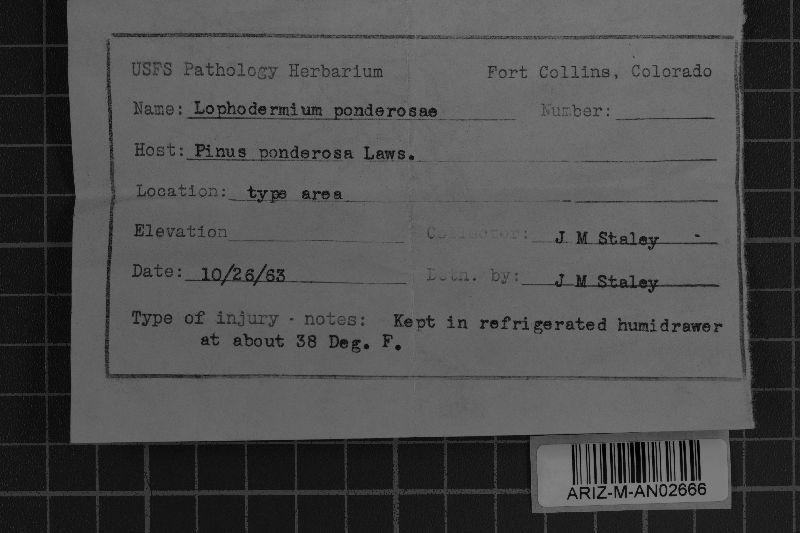 USFS Pathology Herbarium Fort Collins, Colorado
Name: Lophodermium ponderosae Number:
Host: Pinus ponderosa Laws.
Location: type area
Elevation Collector: J M Staley
Date: 10/26/63 Detn. by: J M Staley
Type of injury - notes: Kept in refrigerated humidrawer
at about 38 Deg. F.
ARIZ-M-AN02666